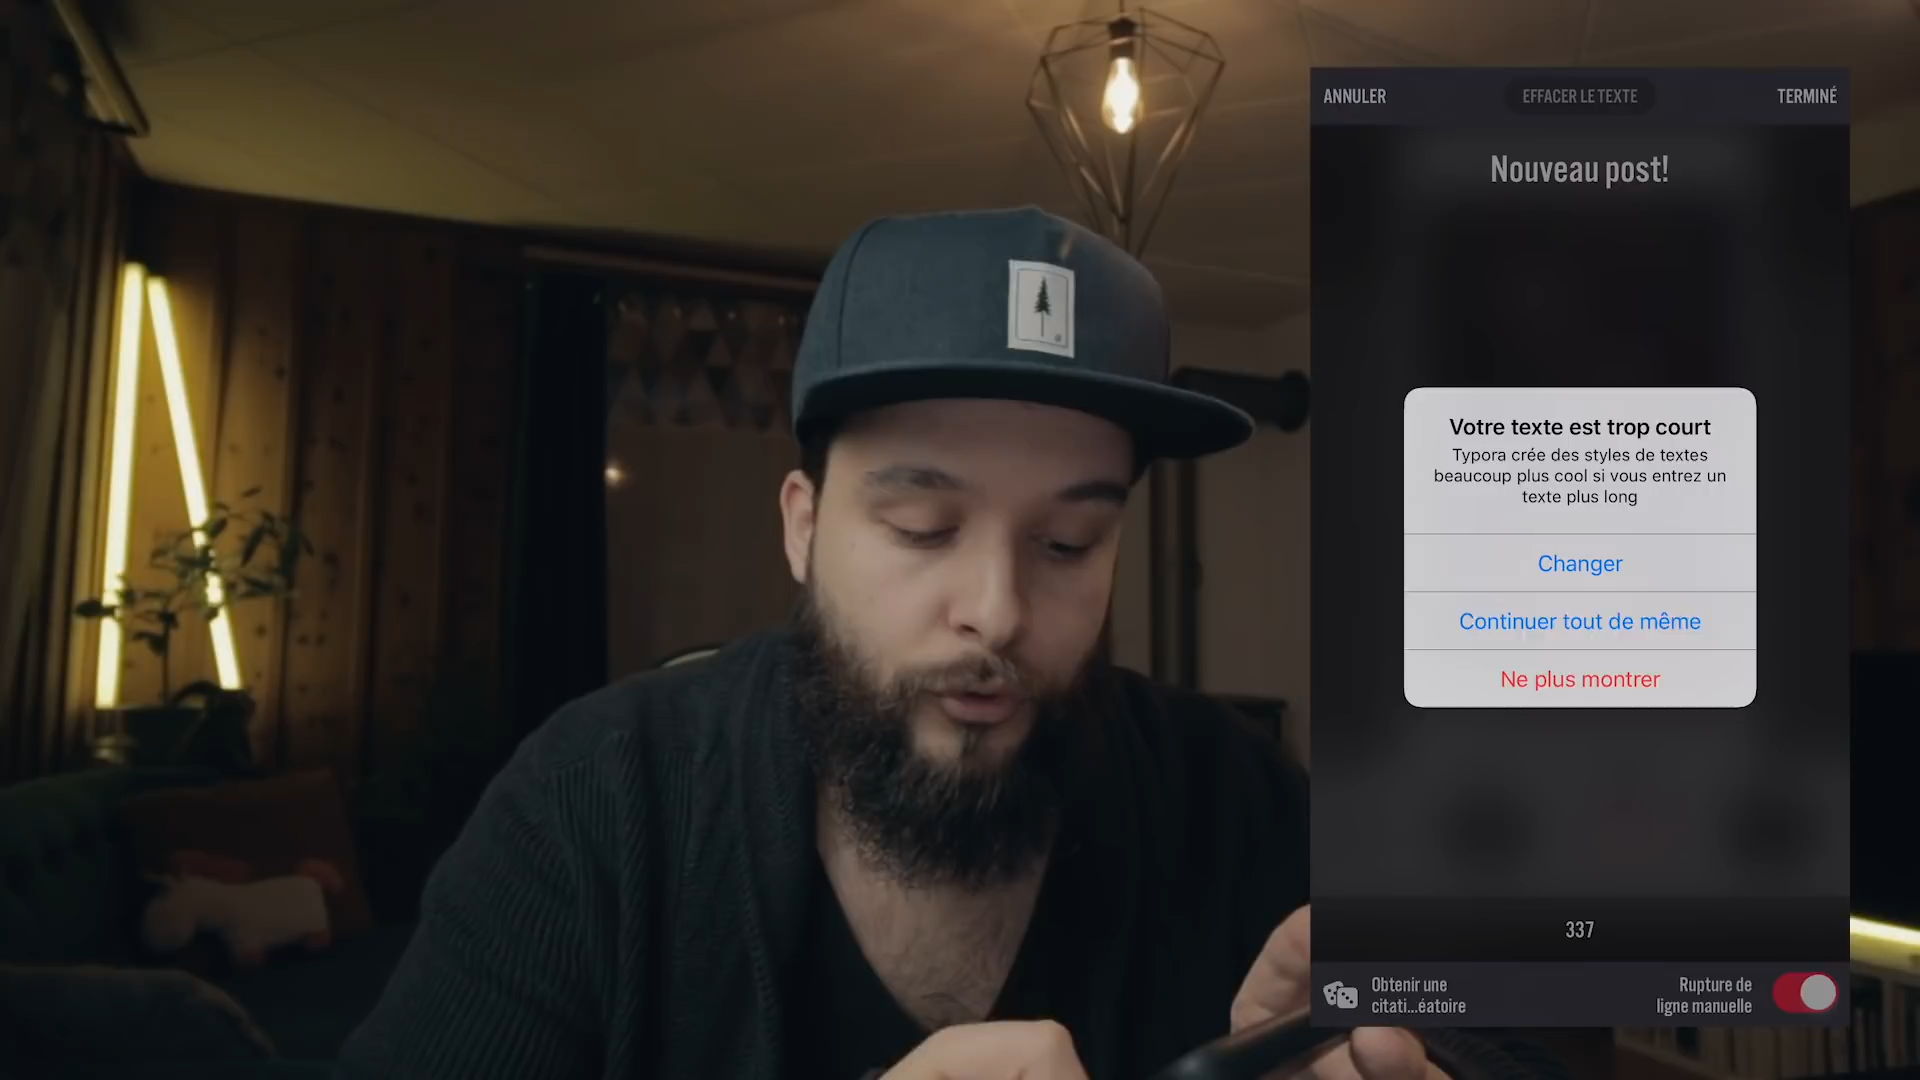 ANNULER
EFFACER LE TEXTE
TERMINÉ
Nouveau post!
Votre texte est trop court
Typora crée des styles de textes
beaucoup plus cool si vous entrez un
texte plus long
Changer
Continuer tout de même
Ne plus montrer
337
Obtenir une
citati...éatoire
Rupture de
ligne manuelle